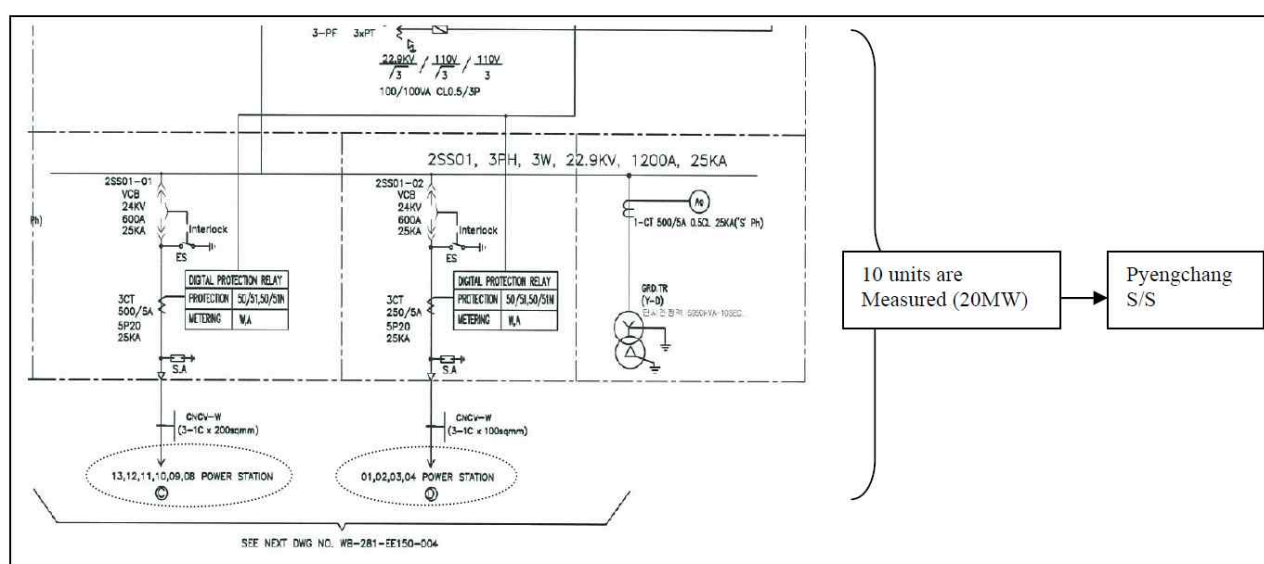 3-PF 3xPT
22.9KV/√3 / 110V/√3 / 110V/3
100/100VA CL0.5/3P
2SS01, 3PH, 3W, 22.9KV, 1200A, 25KA
2SS01-01
VCB
24KV
600A
25KA
Interlock
ES
DIGITAL PROTECTION RELAY
PROTECTION 50/51,50/51N
METERING W,A
3CT
500/5A
5P20
25KA
S.A
CNCV-W
(3-1C x 200sqmm)
13,12,11,10,09,08 POWER STATION
C
2SS01-02
VCB
24KV
600A
25KA
Interlock
ES
DIGITAL PROTECTION RELAY
PROTECTION 50/51,50/51N
METERING W,A
3CT
250/5A
5P20
25KA
S.A
CNCV-W
(3-1C x 100sqmm)
01,02,03,04 POWER STATION
D
1-CT 500/5A 0.5CL 25KA('S' Ph)
GRD.TR
(Y-D)
Ph)
SEE NEXT DWG NO. WB-281-EE150-004
10 units are
Measured (20MW)
Pyengchang
S/S